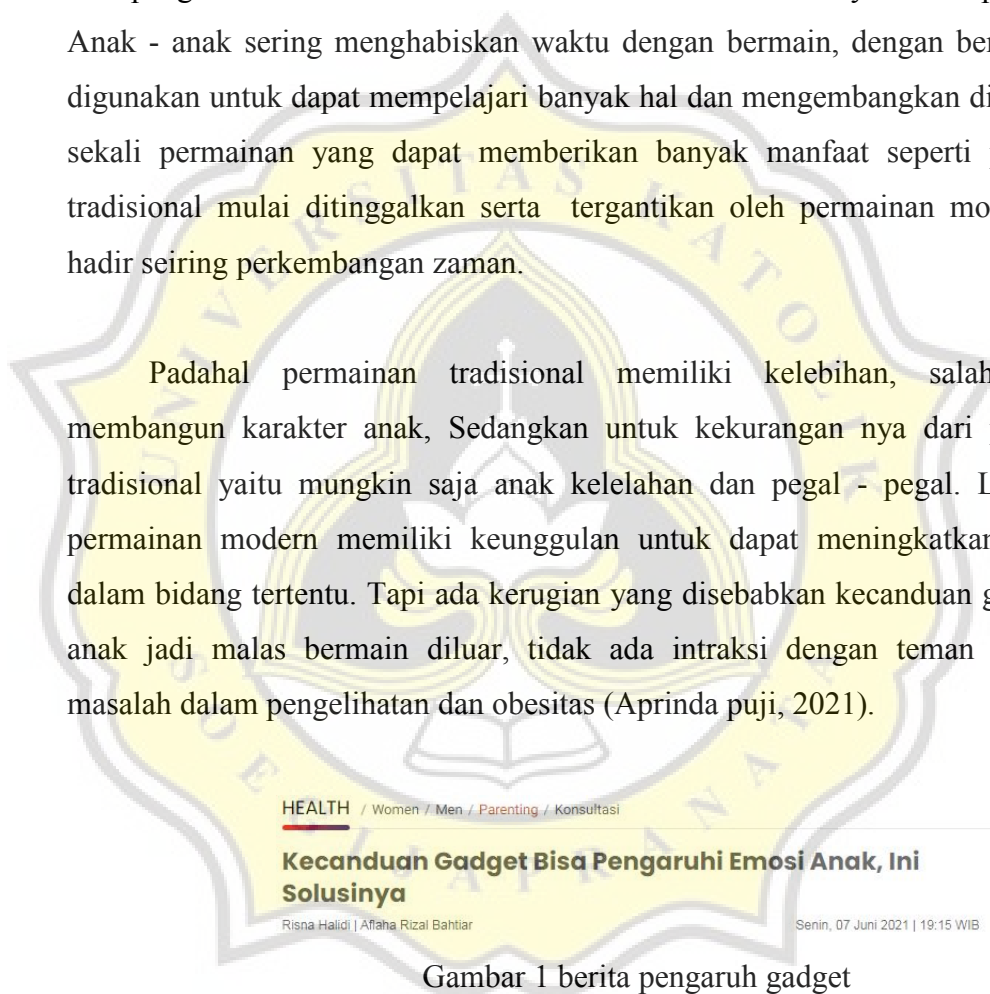 Anak - anak sering menghabiskan waktu dengan bermain, dengan
digunakan untuk dapat mempelajari banyak hal dan mengembangkan
sekali permainan yang dapat memberikan banyak manfaat seperti
tradisional mulai ditinggalkan serta tergantikan oleh permainan
hadir seiring perkembangan zaman.
Padahal permainan tradisional memiliki kelebihan, salah
membangun karakter anak, Sedangkan untuk kekurangan nya dari
tradisional yaitu mungkin saja anak kelelahan dan pegal - pegal.
permainan modern memiliki keunggulan untuk dapat meningkatkan
dalam bidang tertentu. Tapi ada kerugian yang disebabkan kecanduan
anak jadi malas bermain diluar, tidak ada intraksi dengan teman
masalah dalam pengelihatan dan obesitas (Aprinda puji, 2021).
HEALTH / Women / Men / Parenting / Konsultasi
Kecanduan Gadget Bisa Pengaruhi Emosi Anak, Ini
Solusinya
Risna Halidi | Aflaha Rizal Bahtiar Senin, 07 Juni 2021 | 19:15 WIB
Gambar 1 berita pengaruh gadget
UNIVERSITAS KATOLIK
SOEGIJAPRANATA